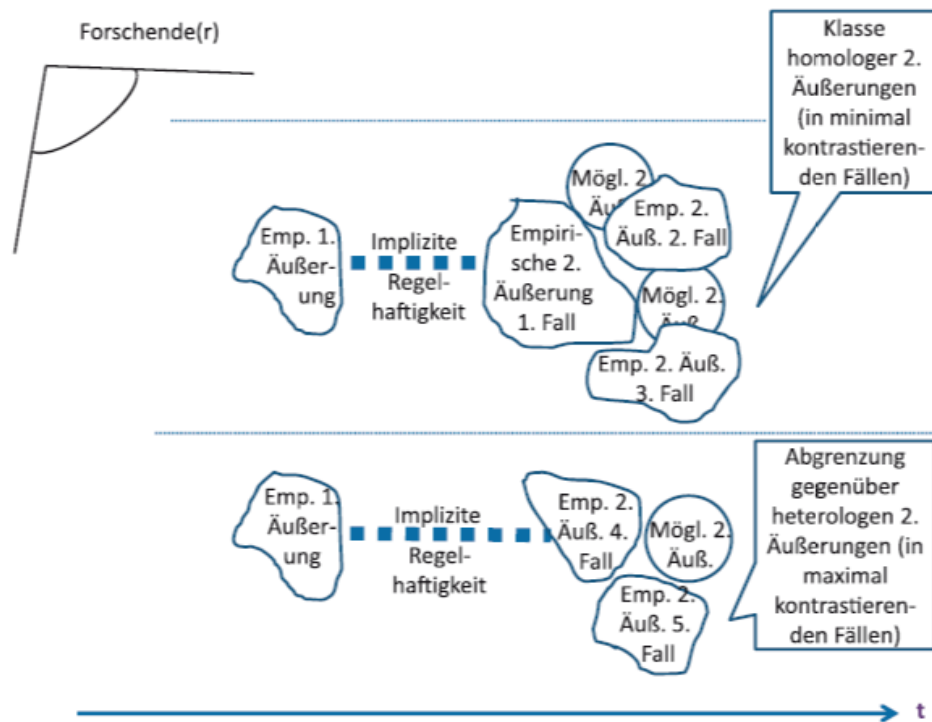 Forschende(r)
Klasse
homologer 2.
Äußerungen
(in minimal
kontrastieren-
den Fällen)
Emp. 1.
Äußer-
ung
Implizite
Regel-
haftigkeit
Empiri-
sche 2.
Äußerung
1. Fall
Mögl. 2.
Emp. 2.
Äuß. 2. Fall
Mögl. 2.
Äuß.
Emp. 2. Äuß.
3. Fall
Emp. 1.
Äußer-
ung
Implizite
Regel-
haftigkeit
Emp. 2.
Äuß. 4.
Fall
Mögl. 2.
Äuß.
Emp. 2.
Äuß. 5.
Fall
Abgrenzung
gegenüber
heterologen 2.
Äußerungen (in
maximal
kontrastieren-
den Fällen)
t